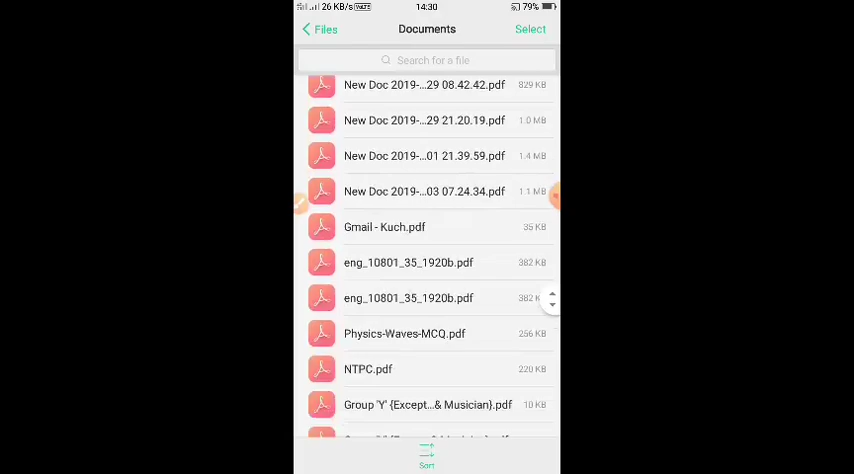 26 KB/s VoLTE 14:30 79%
Files Documents Select
Search for a file
New Doc 2019-...29 08.42.42.pdf 829 KB
New Doc 2019-...29 21.20.19.pdf 1.0 MB
New Doc 2019-...01 21.39.59.pdf 1.4 MB
New Doc 2019-...03 07.24.34.pdf 1.1 MB
Gmail - Kuch.pdf 35 KB
eng_10801_35_1920b.pdf 382 KB
eng_10801_35_1920b.pdf 382
Physics-Waves-MCQ.pdf 256 KB
NTPC.pdf 220 KB
Group 'Y' {Except...& Musician}.pdf 10 KB
Sort